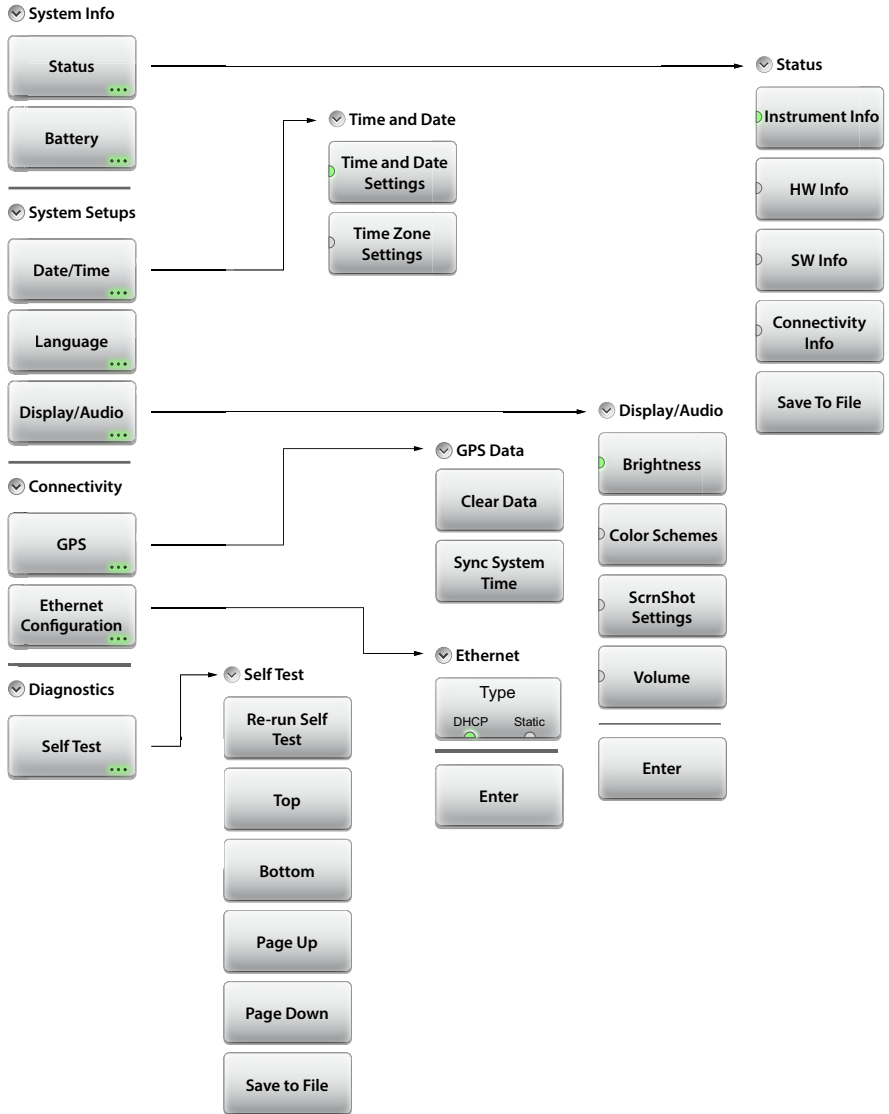 System Info
Status
Battery
System Setups
Date/Time
Language
Display/Audio
Connectivity
GPS
Ethernet
Configuration
Diagnostics
Self Test
Self Test
Re-run Self
Test
Top
Bottom
Page Up
Page Down
Save to File
Time and Date
Time and Date
Settings
Time Zone
Settings
GPS Data
Clear Data
Sync System
Time
Ethernet
Type
DHCP Static
Enter
Display/Audio
Brightness
Color Schemes
ScrnShot
Settings
Volume
Enter
Status
Instrument Info
HW Info
SW Info
Connectivity
Info
Save To File